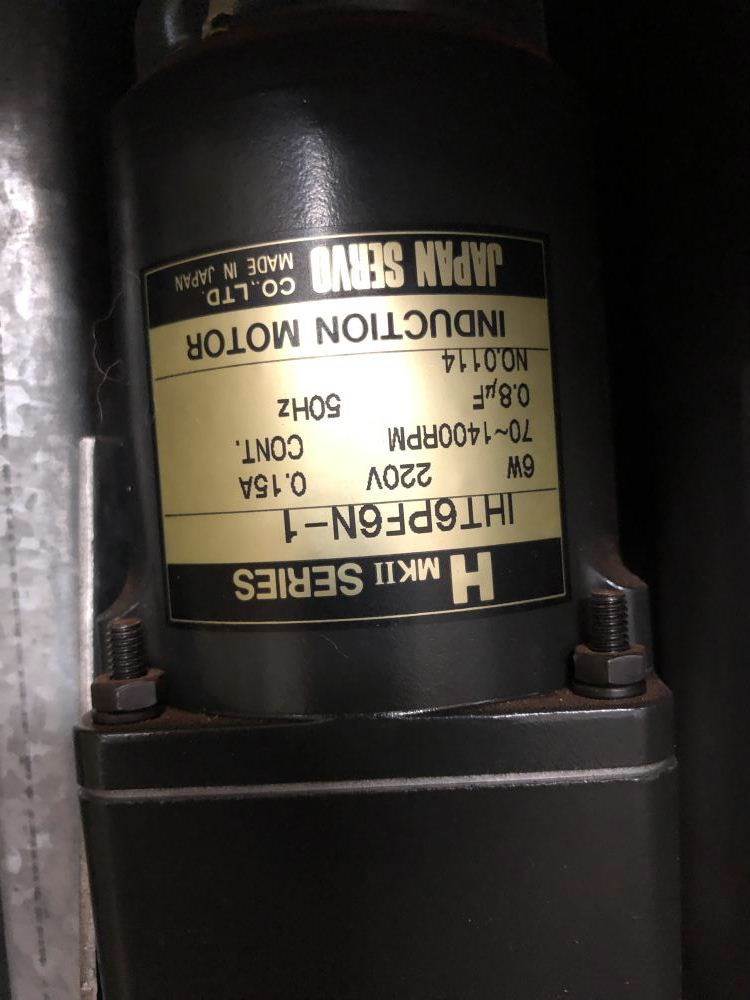 H MKII SERIES
IHT6PF6N-1
6W 220V 0.15A
70~1400RPM CONT.
0.8μF 50Hz
NO.0114
INDUCTION MOTOR
JAPAN SERVO CO.,LTD.
MADE IN JAPAN